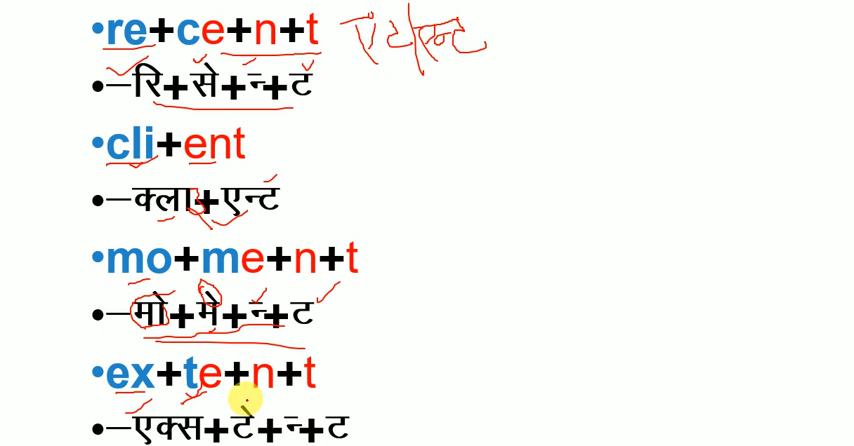 •re+ce+n+t
•–रि+से+न्+ट
•cli+ent
•–क्ला+एन्ट
•mo+me+n+t
•–मो+मे+न्+ट
•ex+te+n+t
•–एक्स+टे+न्+ट